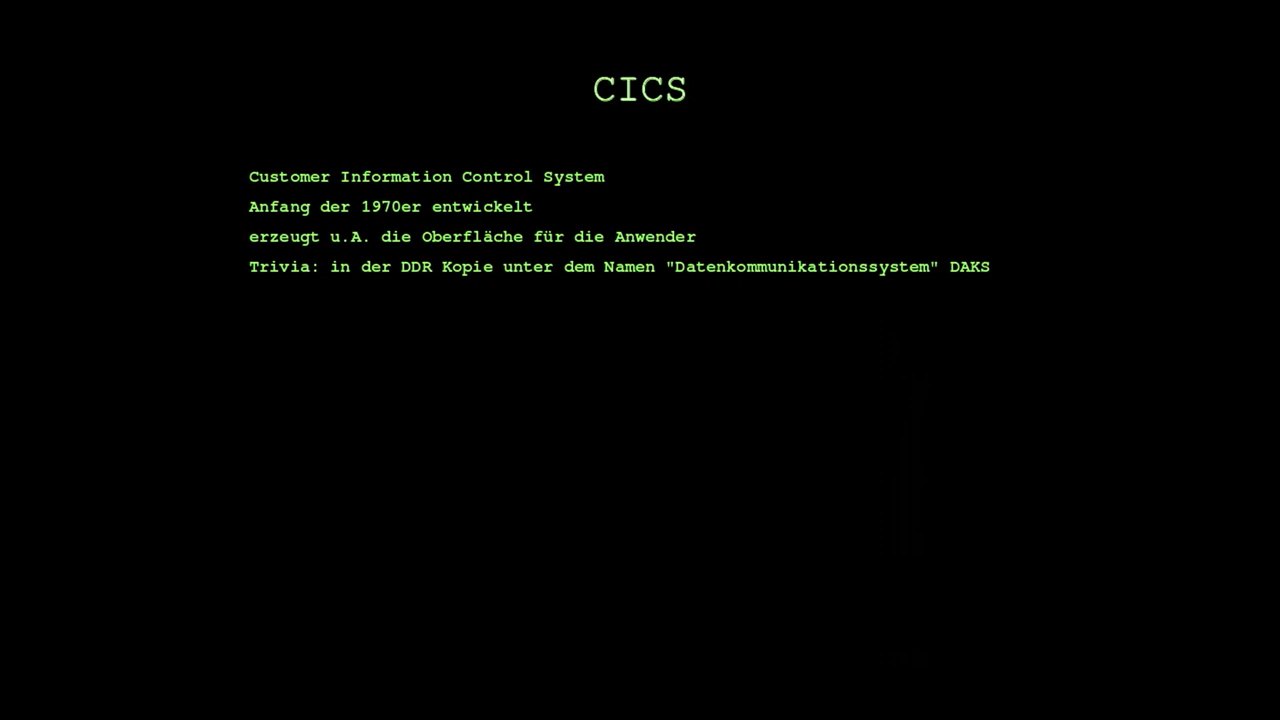 CICS
Customer Information Control System
Anfang der 1970er entwickelt
erzeugt u.A. die Oberfläche für die Anwender
Trivia: in der DDR Kopie unter dem Namen "Datenkommunikationssystem" DAKS